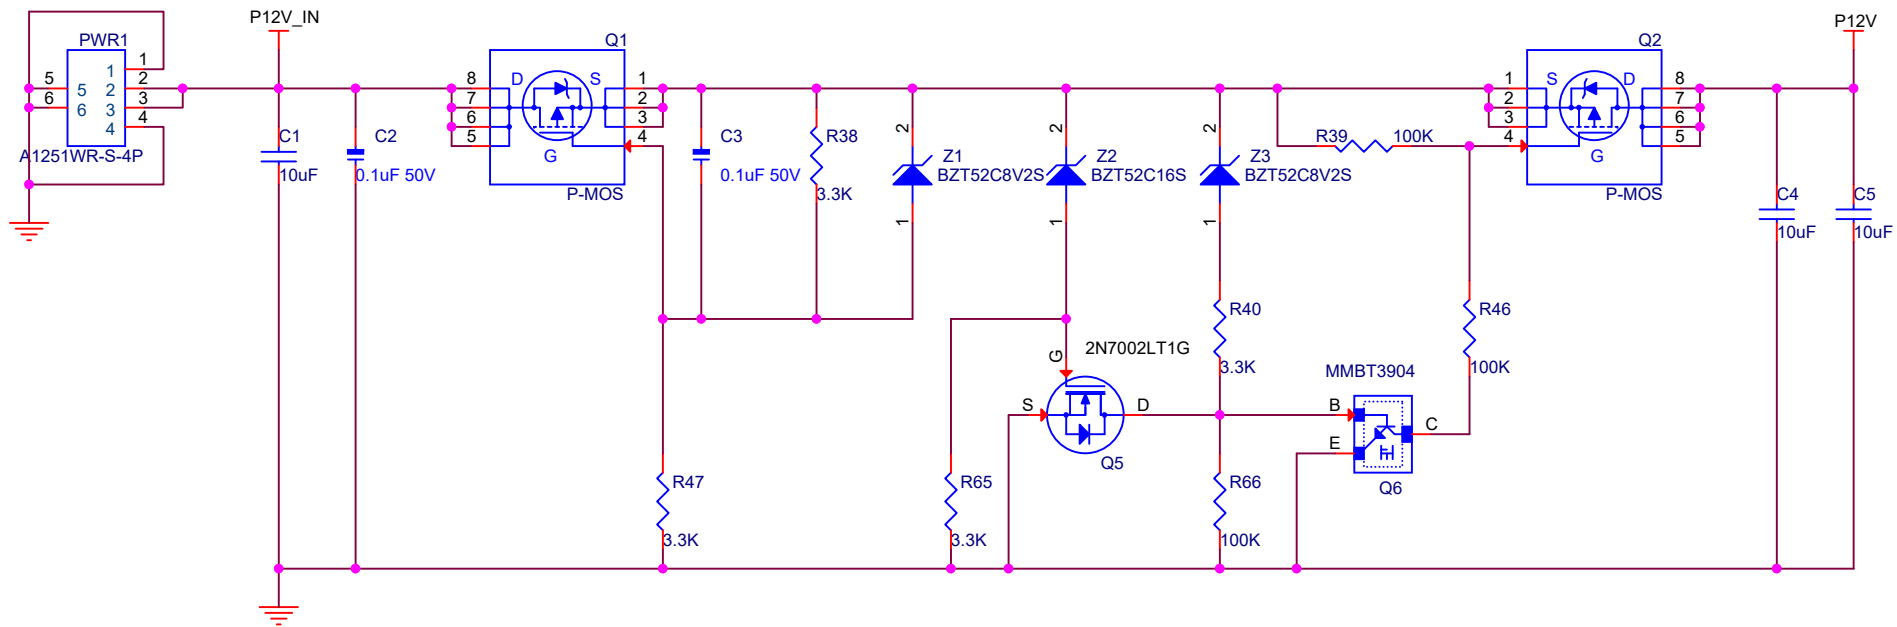 P12V_IN
P12V
PWR1
Q1
Q2
1
2
3
4
5
6
1
2
3
4
5
6
A1251WR-S-4P
C1
10uF
C2
0.1uF 50V
8
7
6
5
D
S
G
1
2
3
4
P-MOS
C3
0.1uF 50V
R38
3.3K
2
Z1
BZT52C8V2S
1
2
Z2
BZT52C16S
1
2
Z3
BZT52C8V2S
1
R39
100K
1
2
3
4
S
D
G
8
7
6
5
P-MOS
C4
10uF
C5
10uF
R40
3.3K
R46
100K
G
2N7002LT1G
S
D
Q5
MMBT3904
B
E
C
Q6
R47
3.3K
R65
3.3K
R66
100K